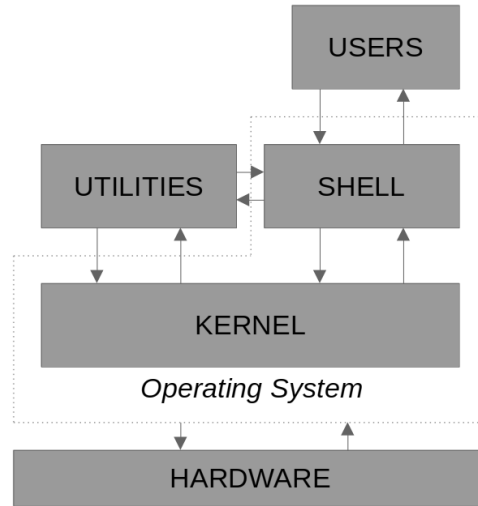 USERS
UTILITIES
SHELL
KERNEL
Operating System
HARDWARE